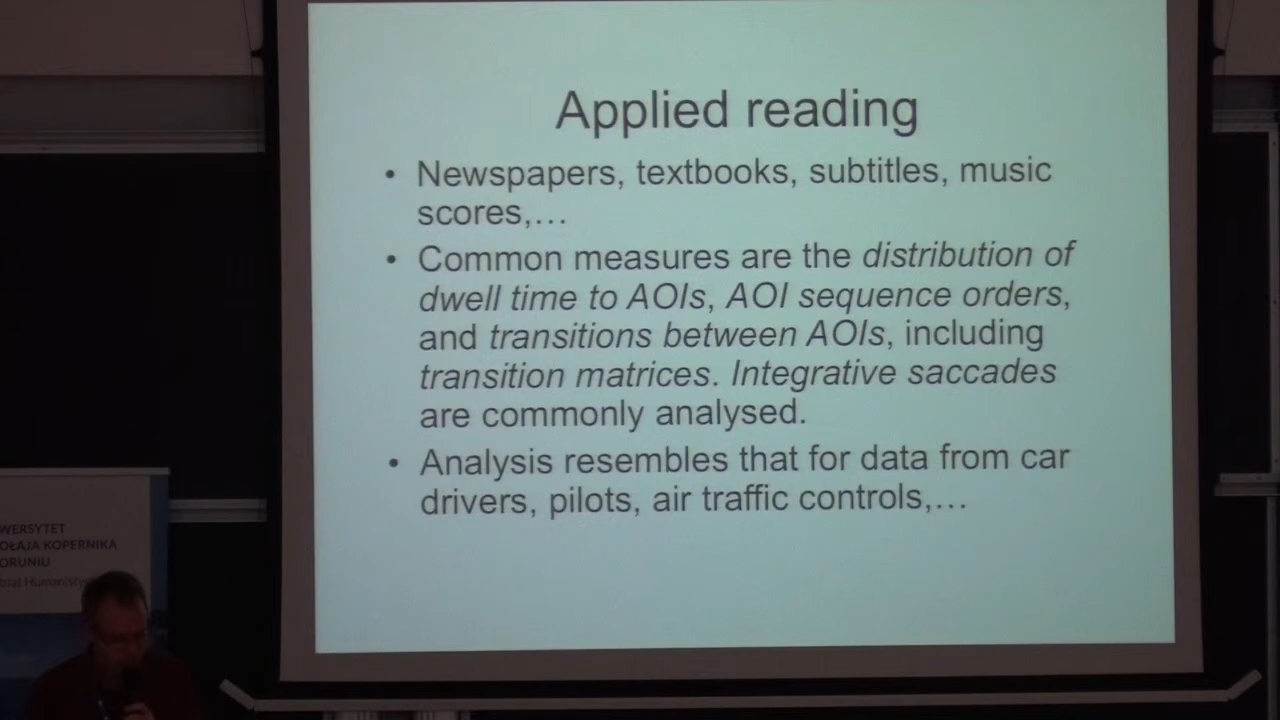 Applied reading
• Newspapers, textbooks, subtitles, music
scores,…
• Common measures are the distribution of
dwell time to AOIs, AOI sequence orders,
and transitions between AOIs, including
transition matrices. Integrative saccades
are commonly analysed.
• Analysis resembles that for data from car
drivers, pilots, air traffic controls,…
WERSYTET
OŁAJA KOPERNIKA
ORUNIU